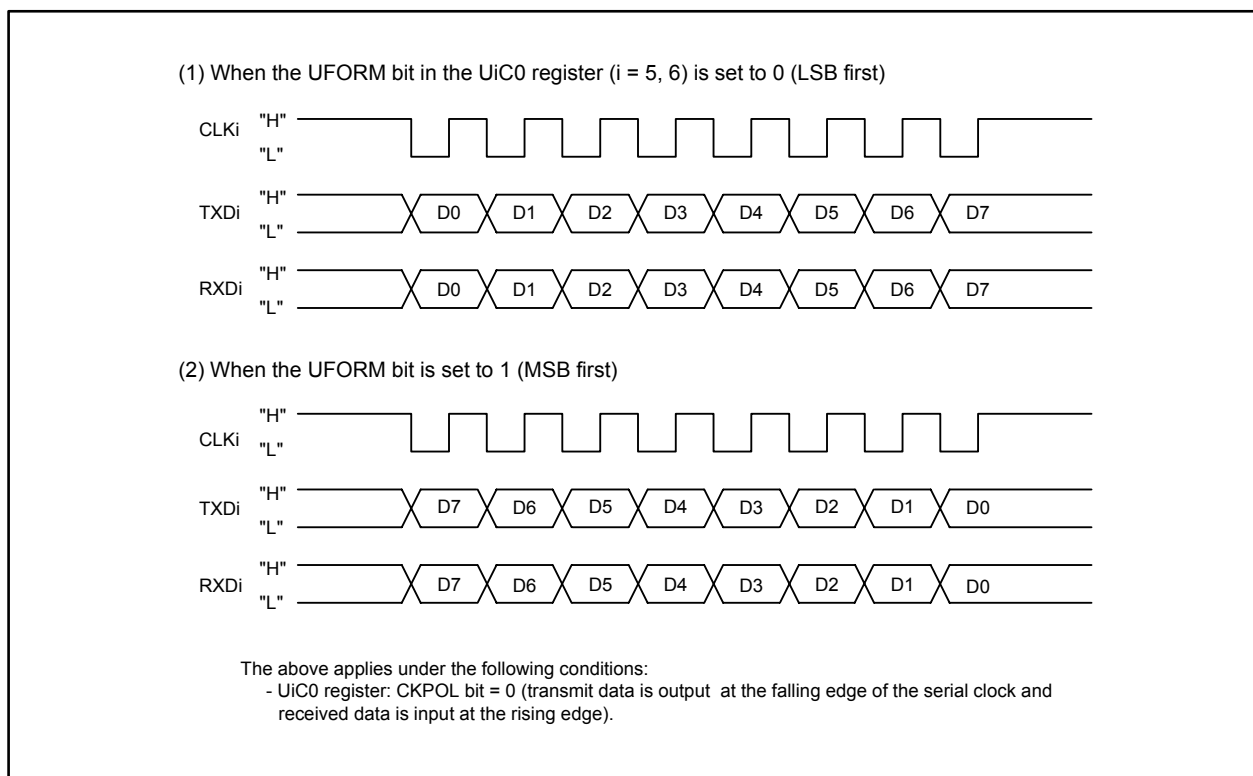 (1) When the UFORM bit in the UiC0 register (i = 5, 6) is set to 0 (LSB first)
CLKi "H" "L"
TXDi "H" "L" D0 D1 D2 D3 D4 D5 D6 D7
RXDi "H" "L" D0 D1 D2 D3 D4 D5 D6 D7
(2) When the UFORM bit is set to 1 (MSB first)
CLKi "H" "L"
TXDi "H" "L" D7 D6 D5 D4 D3 D2 D1 D0
RXDi "H" "L" D7 D6 D5 D4 D3 D2 D1 D0
The above applies under the following conditions:
- UiC0 register: CKPOL bit = 0 (transmit data is output at the falling edge of the serial clock and
received data is input at the rising edge).